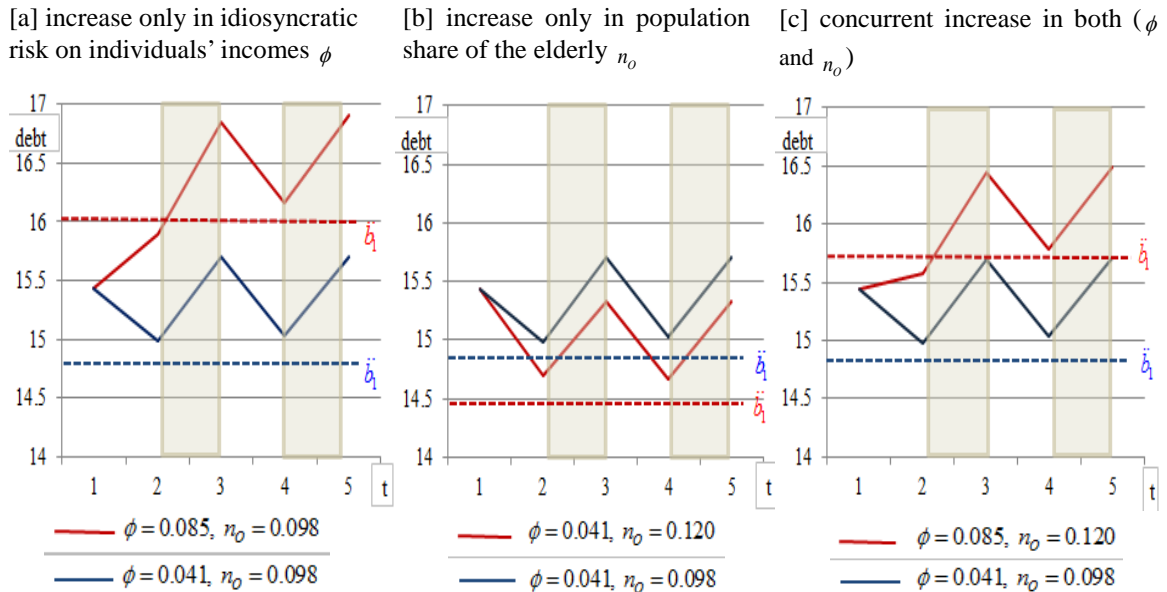 [a] increase only in idiosyncratic
risk on individuals' incomes ϕ
[b] increase only in population
share of the elderly n_o
[c] concurrent increase in both (ϕ
and n_o)
17
debt
16.5
16
15.5
15
14.5
14
b̈₁
b̈₁
1 2 3 4 5 t
ϕ = 0.085, n_O = 0.098
ϕ = 0.041, n_O = 0.098
17
debt
16.5
16
15.5
15
14.5
14
b̈₁
b̈₁
1 2 3 4 5 t
ϕ = 0.041, n_O = 0.120
ϕ = 0.041, n_O = 0.098
17
debt
16.5
16
15.5
15
14.5
14
b̈₁
b̈₁
1 2 3 4 5 t
ϕ = 0.085, n_O = 0.120
ϕ = 0.041, n_O = 0.098